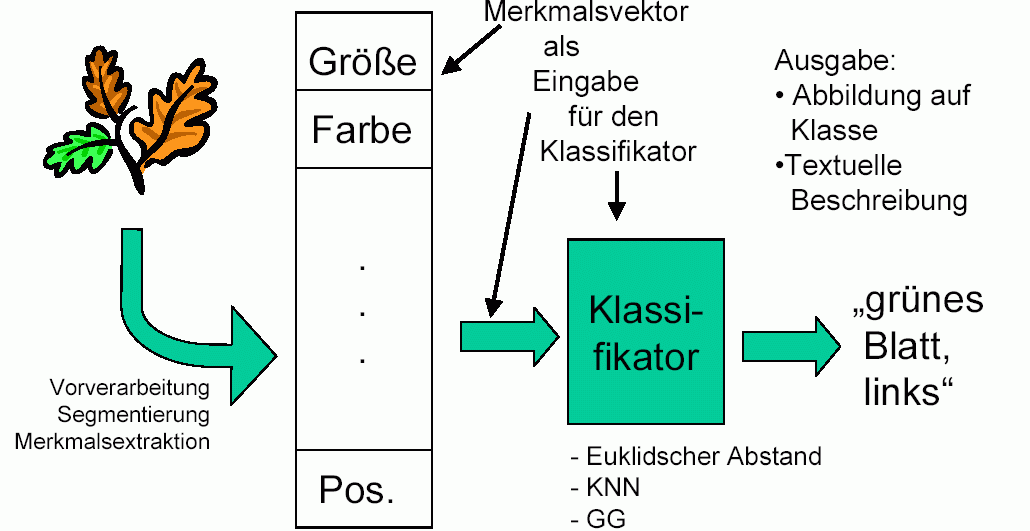 Größe
Farbe
.
.
.
Pos.
Vorverarbeitung
Segmentierung
Merkmalsextraktion
Merkmalsvektor
als
Eingabe
für den
Klassifikator
Klassi-
fikator
- Euklidscher Abstand
- KNN
- GG
Ausgabe:
• Abbildung auf
Klasse
•Textuelle
Beschreibung
„grünes
Blatt,
links“